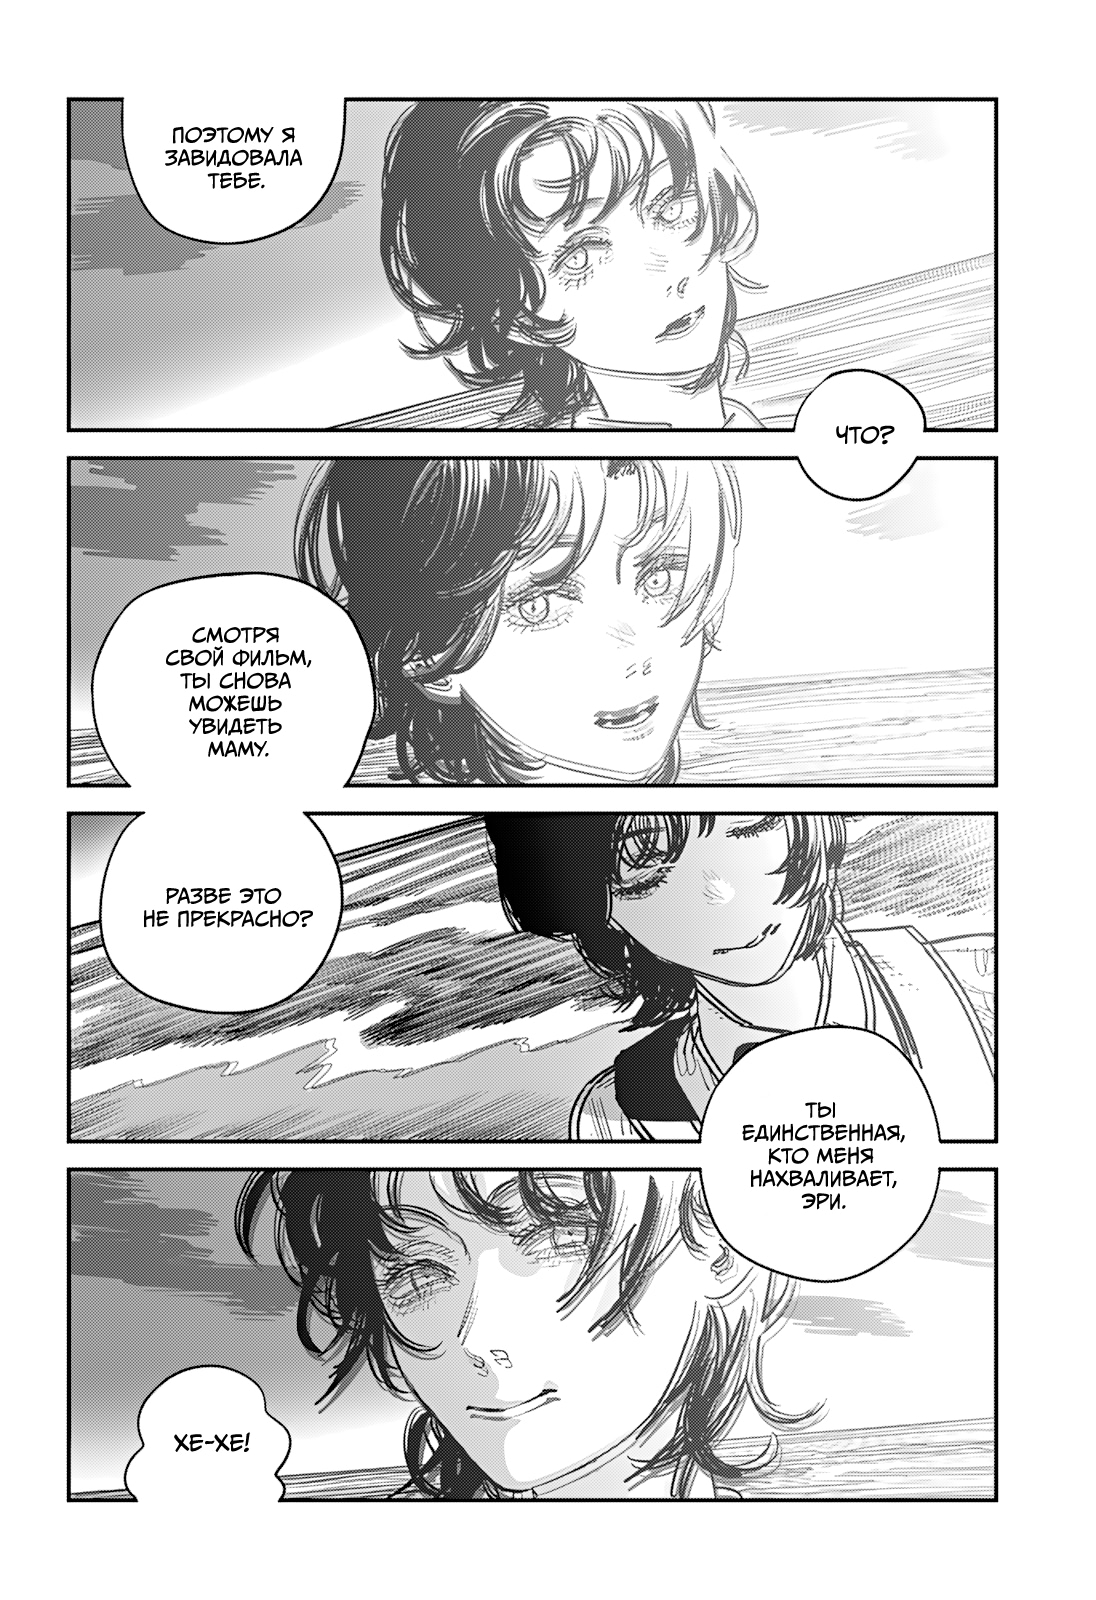 ПОЭТОМУ Я
ЗАВИДОВАЛА
ТЕБЕ.
ЧТО?
СМОТРЯ
СВОЙ ФИЛЬМ,
ТЫ СНОВА
МОЖЕШЬ
УВИДЕТЬ
МАМУ.
РАЗВЕ ЭТО
НЕ ПРЕКРАСНО?
ТЫ
ЕДИНСТВЕННАЯ,
КТО МЕНЯ
НАХВАЛИВАЕТ,
ЭРИ.
ХЕ-ХЕ!